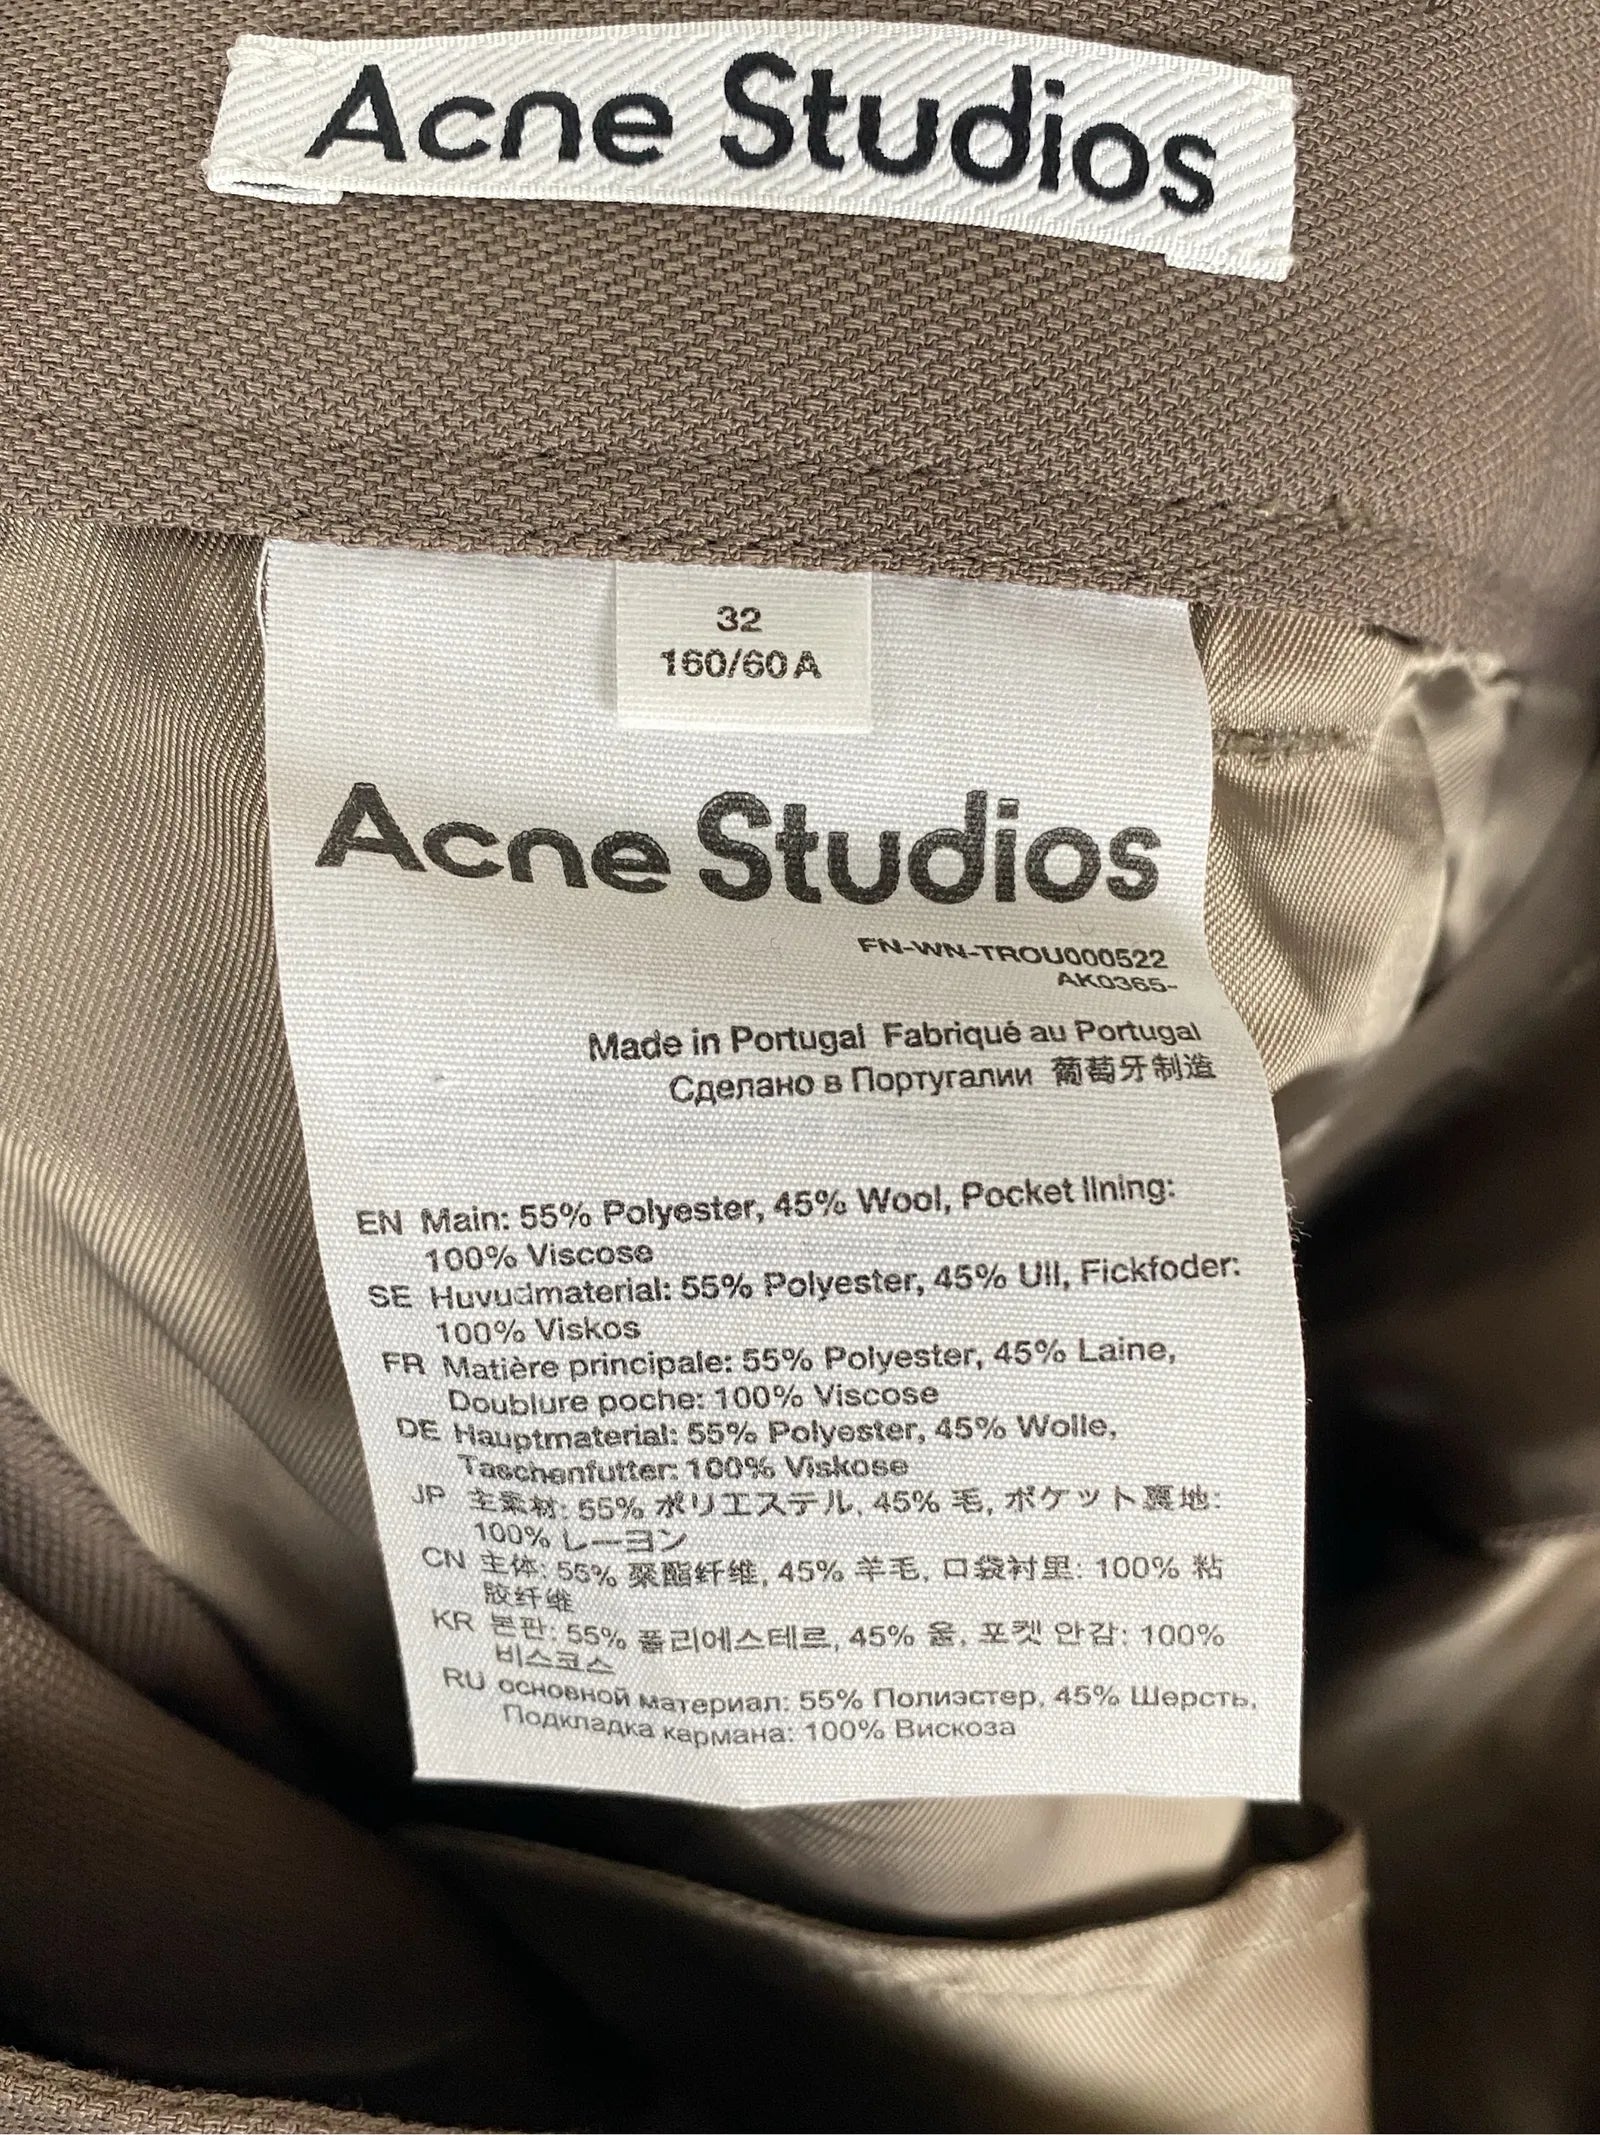 Acne Studios
32
160/60A
Acne Studios
FN-WN-TROU000522
AK0365-
Made in Portugal Fabriqué au Portugal
Сделано в Португалии 葡萄牙制造
EN Main: 55% Polyester, 45% Wool, Pocket lining:
100% Viscose
SE Huvudmaterial: 55% Polyester, 45% Ull, Fickfoder:
100% Viskos
FR Matière principale: 55% Polyester, 45% Laine,
Doublure poche: 100% Viscose
DE Hauptmaterial: 55% Polyester, 45% Wolle,
Taschenfutter: 100% Viskose
JP 主素材: 55% ポリエステル, 45% 毛, ポケット裏地:
100% レーヨン
CN 主体: 55% 聚酯纤维, 45% 羊毛, 口袋衬里: 100% 粘
胶纤维
KR 본판: 55% 폴리에스테르, 45% 울, 포켓 안감: 100%
비스코스
RU основной материал: 55% Полиэстер, 45% Шерсть,
Подкладка кармана: 100% Вискоза